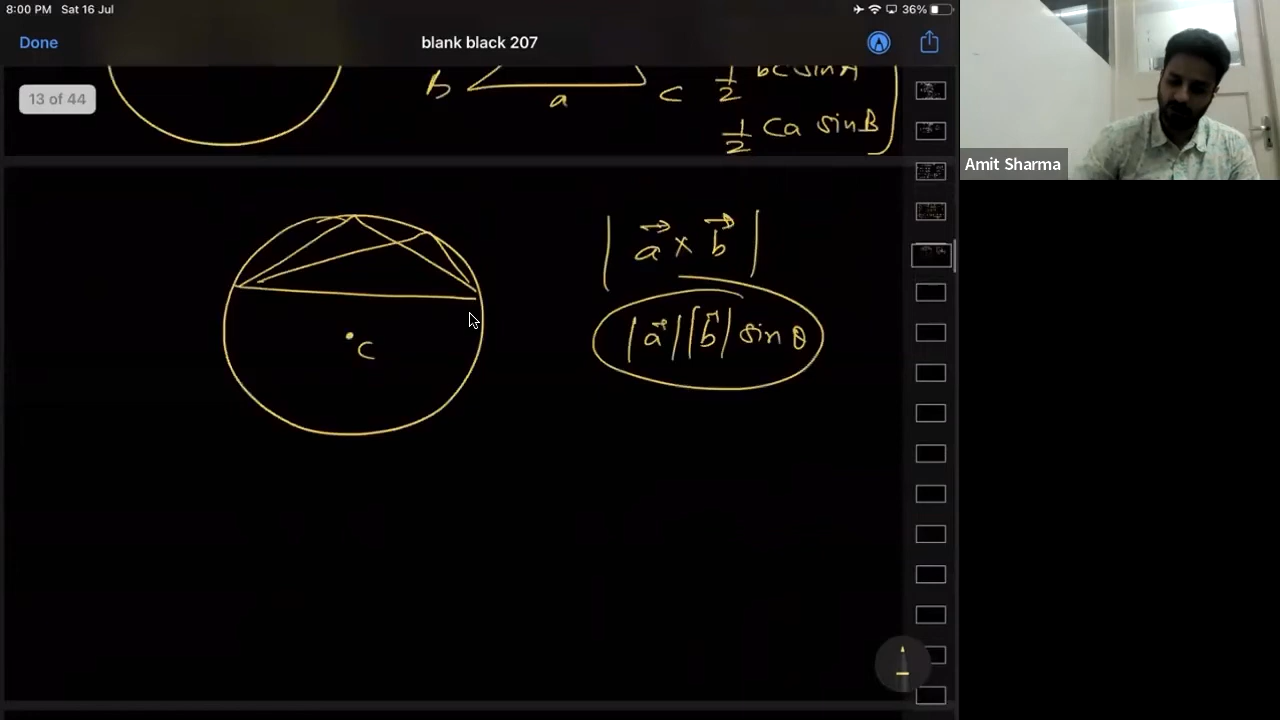 8:00 PM Sat 16 Jul
36%
Done
blank black 207
13 of 44
b
a
c
1/2 bc sin A
1/2 ca sin B
Amit Sharma
|a⃗ × b⃗|
|a⃗||b⃗| sin θ
C